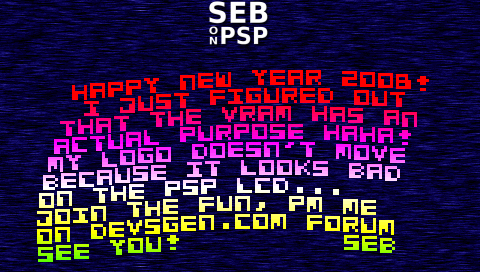 SEB
ON PSP
HAPPY NEW YEAR 2008!
I JUST FIGURED OUT
THAT THE VRAM HAS AN
ACTUAL PURPOSE HAHA!
MY LOGO DOESN'T MOVE
BECAUSE IT LOOKS BAD
ON THE PSP LCD...
JOIN THE FUN, PM ME
ON DEVSGEN.COM FORUM
SEE YOU! SEB